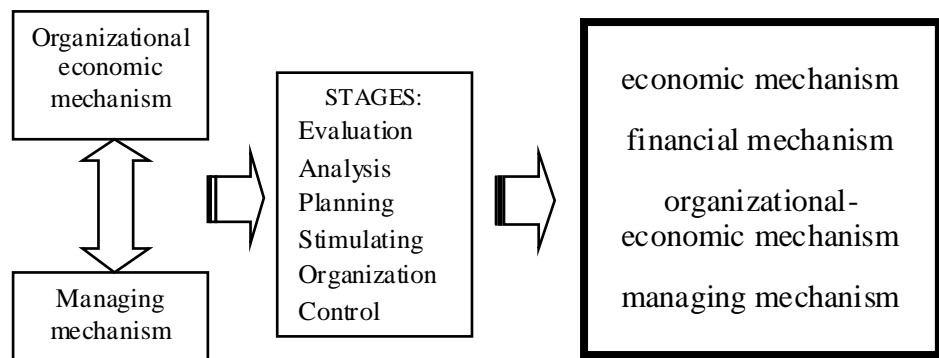 Organizational
economic
mechanism
Managing
mechanism
STAGES:
Evaluation
Analysis
Planning
Stimulating
Organization
Control
economic mechanism
financial mechanism
organizational-
economic mechanism
managing mechanism